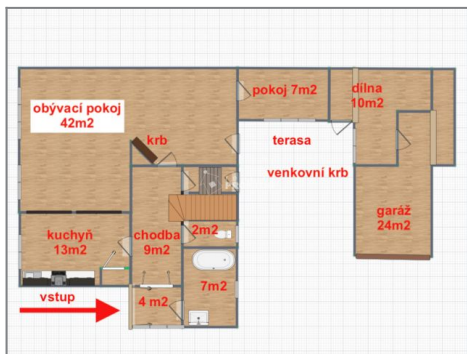 obývací pokoj
42m2
krb
pokoj 7m2
dílna
10m2
terasa
venkovní krb
garáž
24m2
kuchyň
13m2
chodba
9m2
2m2
7m2
4 m2
vstup